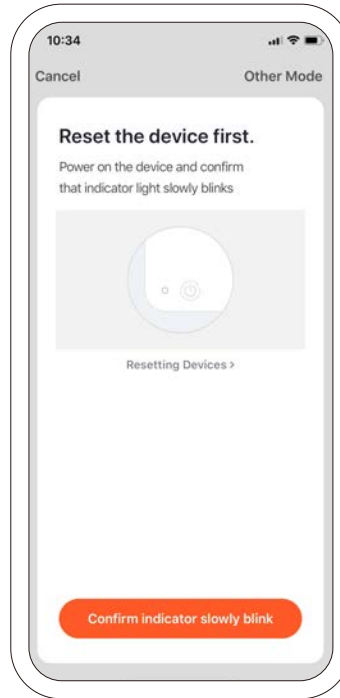 10:34
Cancel Other Mode
Reset the device first.
Power on the device and confirm
that indicator light slowly blinks
Resetting Devices >
Confirm indicator slowly blink